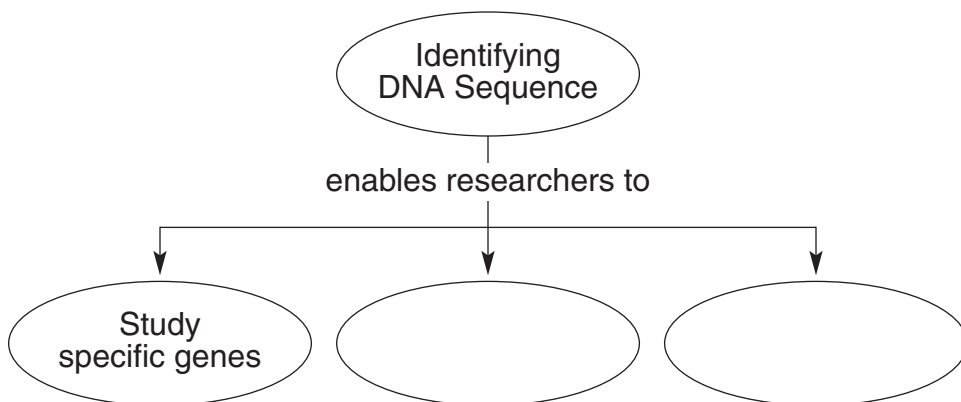 Identifying
DNA Sequence
enables researchers to
Study
specific genes